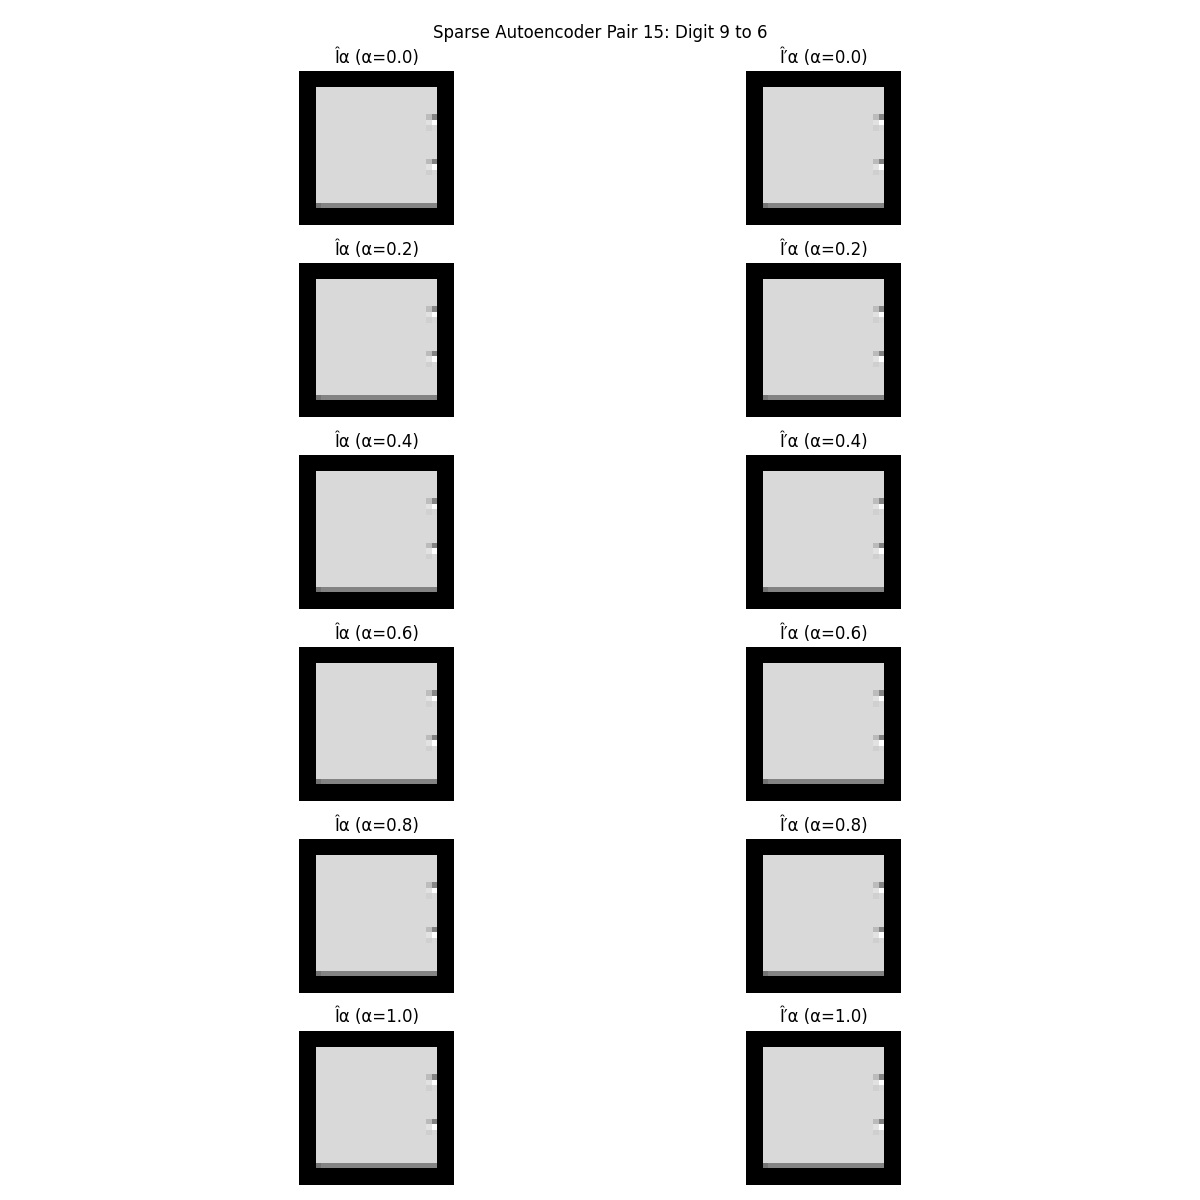 Sparse Autoencoder Pair 15: Digit 9 to 6
Îα (α=0.0) Î′α (α=0.0)
Îα (α=0.2) Î′α (α=0.2)
Îα (α=0.4) Î′α (α=0.4)
Îα (α=0.6) Î′α (α=0.6)
Îα (α=0.8) Î′α (α=0.8)
Îα (α=1.0) Î′α (α=1.0)